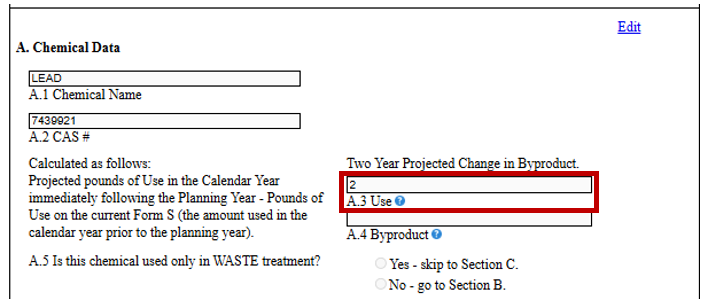 Edit
A. Chemical Data
LEAD
A.1 Chemical Name
7439921
A.2 CAS #
Calculated as follows:
Projected pounds of Use in the Calendar Year
immediately following the Planning Year - Pounds of
Use on the current Form S (the amount used in the
calendar year prior to the planning year).
Two Year Projected Change in Byproduct.
2
A.3 Use ?
A.4 Byproduct ?
A.5 Is this chemical used only in WASTE treatment?
Yes - skip to Section C.
No - go to Section B.